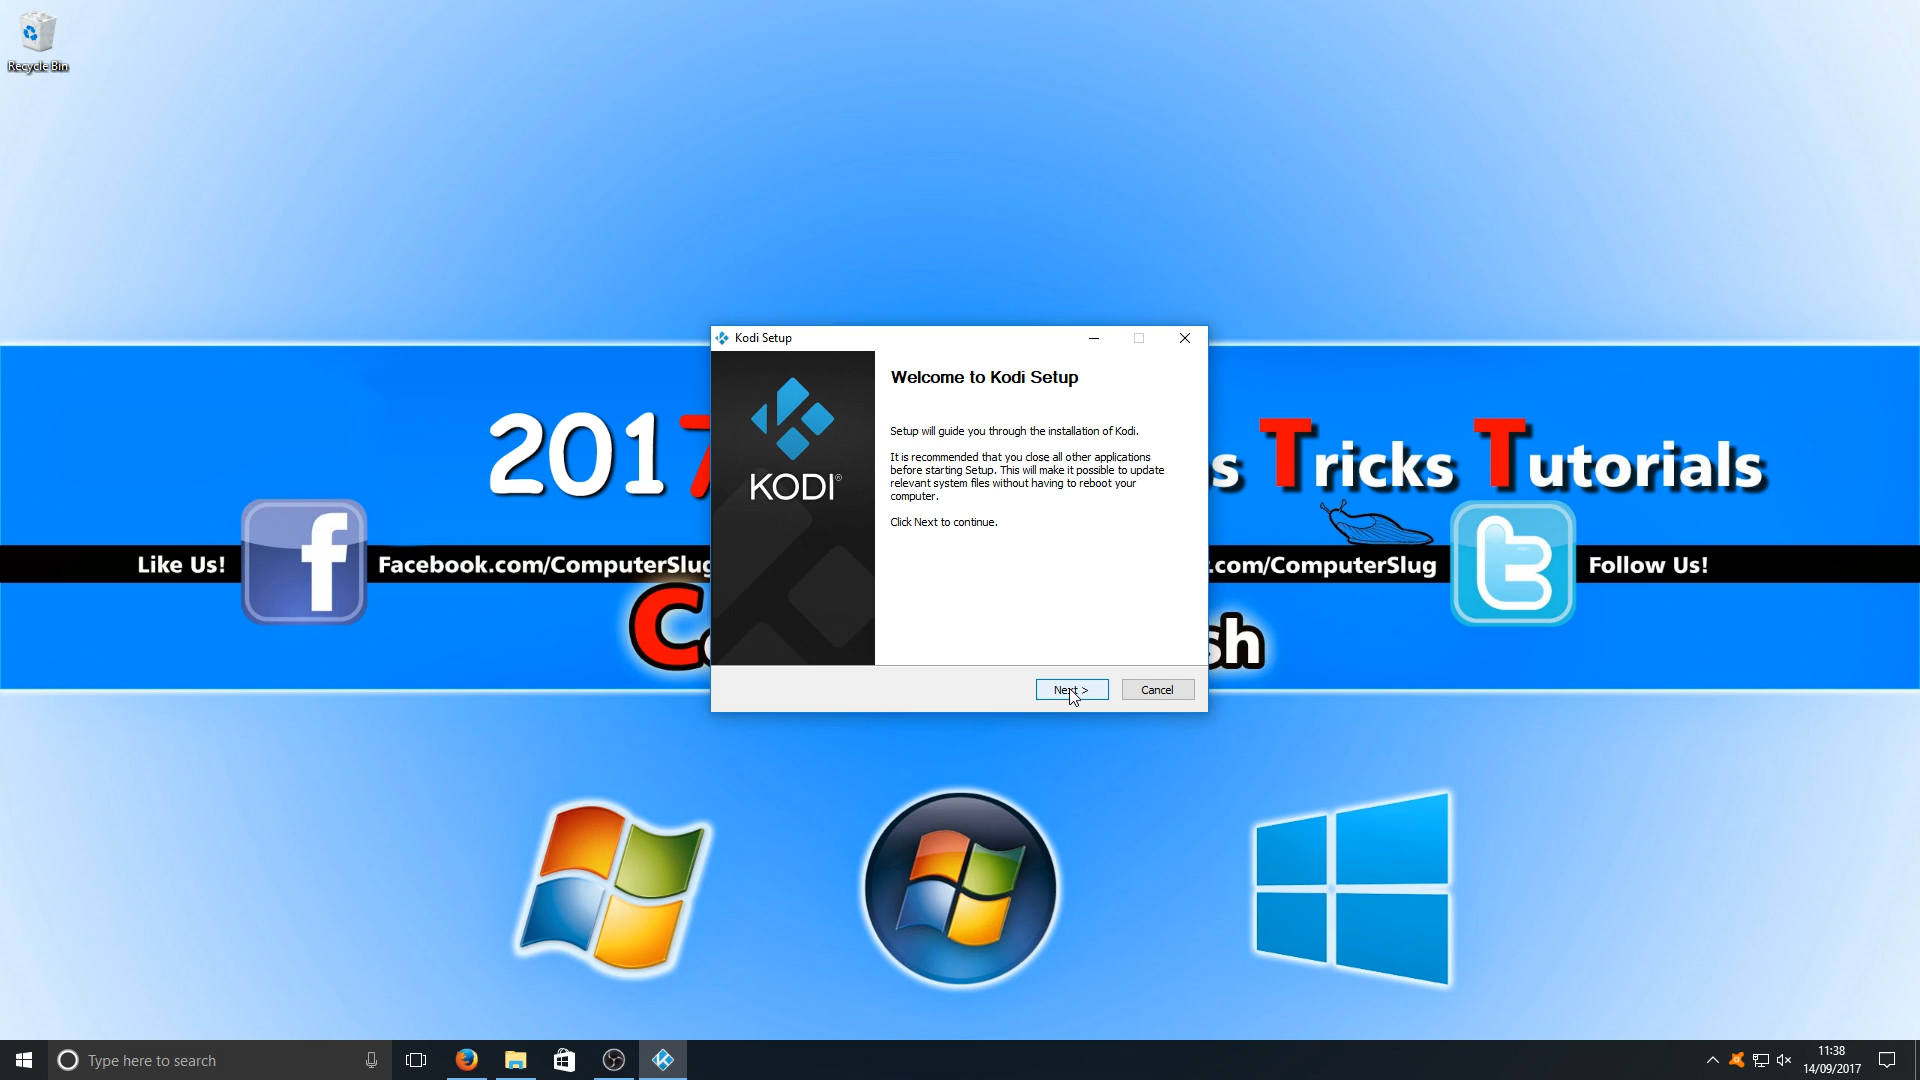 Recycle Bin
Kodi Setup
Welcome to Kodi Setup
Setup will guide you through the installation of Kodi.
It is recommended that you close all other applications
before starting Setup. This will make it possible to update
relevant system files without having to reboot your
computer.
Click Next to continue.
KODI®
Next >
Cancel
2017
s Tricks Tutorials
Like Us!
f
Facebook.com/ComputerSlug
.com/ComputerSlug
t
Follow Us!
C
sh
Type here to search
11:38
14/09/2017